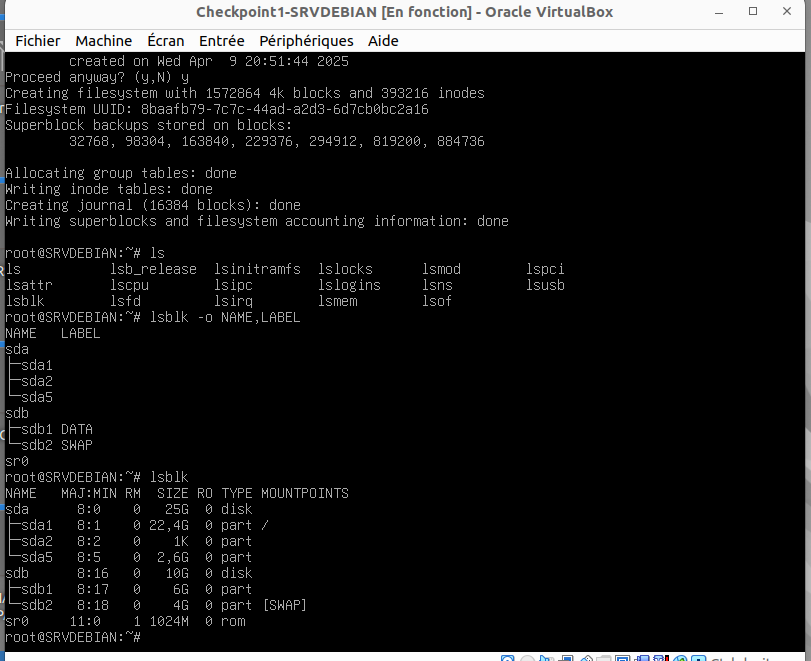 Checkpoint1-SRVDEBIAN [En fonction] - Oracle VirtualBox
Fichier Machine Écran Entrée Périphériques Aide
created on Wed Apr  9 20:51:44 2025
Proceed anyway? (y,N) y
Creating filesystem with 1572864 4k blocks and 393216 inodes
Filesystem UUID: 8baafb79-7c7c-44ad-a2d3-6d7cb0bc2a16
Superblock backups stored on blocks:
32768, 98304, 163840, 229376, 294912, 819200, 884736
Allocating group tables: done
Writing inode tables: done
Creating journal (16384 blocks): done
Writing superblocks and filesystem accounting information: done
root@SRVDEBIAN:~# ls
ls lsb_release lsinitramfs lslocks lsmod lspci
lsattr lscpu lsipc lslogins lsns lsusb
lsblk lsfd lsirq lsmem lsof
root@SRVDEBIAN:~# lsblk -o NAME,LABEL
NAME   LABEL
sda
├─sda1
├─sda2
└─sda5
sdb
├─sdb1 DATA
└─sdb2 SWAP
sr0
root@SRVDEBIAN:~# lsblk
NAME   MAJ:MIN RM  SIZE RO TYPE MOUNTPOINTS
sda      8:0    0   25G  0 disk
├─sda1   8:1    0 22,4G  0 part /
├─sda2   8:2    0    1K  0 part
└─sda5   8:5    0  2,6G  0 part
sdb      8:16   0   10G  0 disk
├─sdb1   8:17   0    6G  0 part
└─sdb2   8:18   0    4G  0 part [SWAP]
sr0     11:0    1 1024M  0 rom
root@SRVDEBIAN:~#